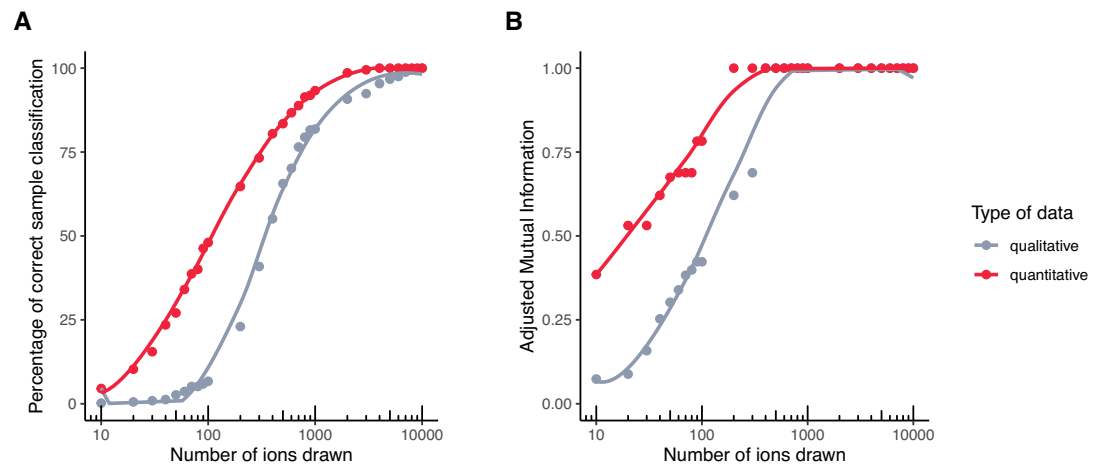 A
Percentage of correct sample classification
100
75
50
25
0
10
100
1000
10000
Number of ions drawn
B
Adjusted Mutual Information
1.00
0.75
0.50
0.25
0.00
10
100
1000
10000
Number of ions drawn
Type of data
qualitative
quantitative